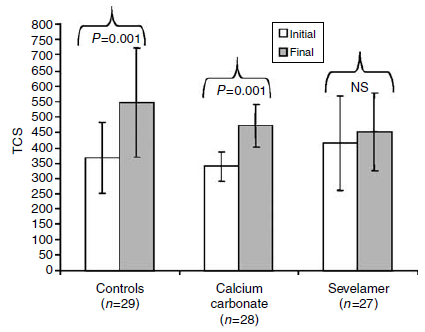 TCS
800
750
700
650
600
550
500
450
400
350
300
250
200
150
100
50
0
P=0.001
P=0.001
NS
Initial
Final
Controls
(n=29)
Calcium
carbonate
(n=28)
Sevelamer
(n=27)